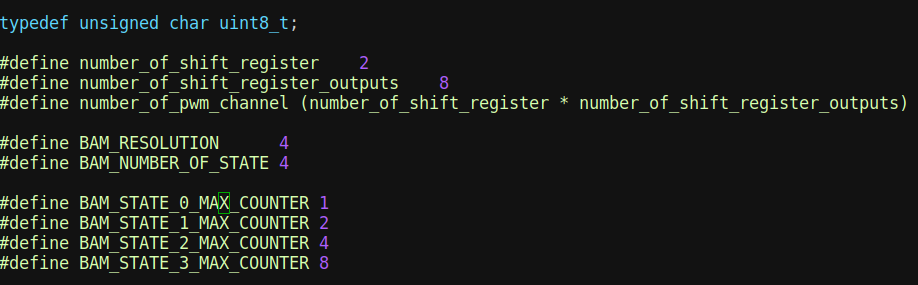 typedef unsigned char uint8_t;
#define number_of_shift_register    2
#define number_of_shift_register_outputs    8
#define number_of_pwm_channel (number_of_shift_register * number_of_shift_register_outputs)
#define BAM_RESOLUTION      4
#define BAM_NUMBER_OF_STATE 4
#define BAM_STATE_0_MAX_COUNTER 1
#define BAM_STATE_1_MAX_COUNTER 2
#define BAM_STATE_2_MAX_COUNTER 4
#define BAM_STATE_3_MAX_COUNTER 8